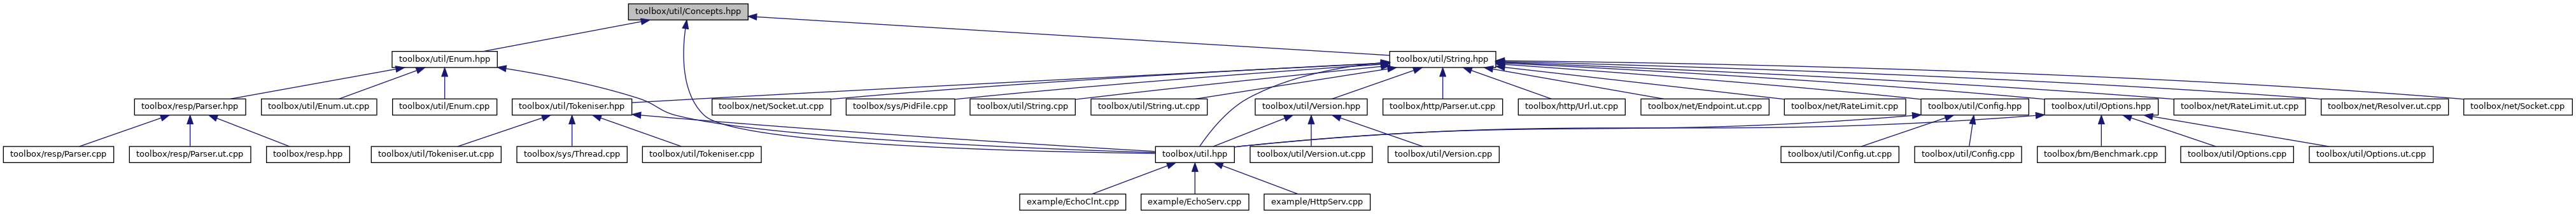 toolbox/util/Concepts.hpp
toolbox/util/Enum.hpp
toolbox/util/String.hpp
toolbox/resp/Parser.hpp
toolbox/util/Enum.ut.cpp
toolbox/util/Enum.cpp
toolbox/util/Tokeniser.hpp
toolbox/net/Socket.ut.cpp
toolbox/sys/PidFile.cpp
toolbox/util/String.cpp
toolbox/util/String.ut.cpp
toolbox/util/Version.hpp
toolbox/http/Parser.ut.cpp
toolbox/http/Url.ut.cpp
toolbox/net/Endpoint.ut.cpp
toolbox/net/RateLimit.cpp
toolbox/util/Config.hpp
toolbox/util/Options.hpp
toolbox/net/RateLimit.ut.cpp
toolbox/net/Resolver.ut.cpp
toolbox/net/Socket.cpp
toolbox/resp/Parser.cpp
toolbox/resp/Parser.ut.cpp
toolbox/resp.hpp
toolbox/util/Tokeniser.ut.cpp
toolbox/sys/Thread.cpp
toolbox/util/Tokeniser.cpp
toolbox/util.hpp
toolbox/util/Version.ut.cpp
toolbox/util/Version.cpp
toolbox/util/Config.ut.cpp
toolbox/util/Config.cpp
toolbox/bm/Benchmark.cpp
toolbox/util/Options.cpp
toolbox/util/Options.ut.cpp
example/EchoClnt.cpp
example/EchoServ.cpp
example/HttpServ.cpp